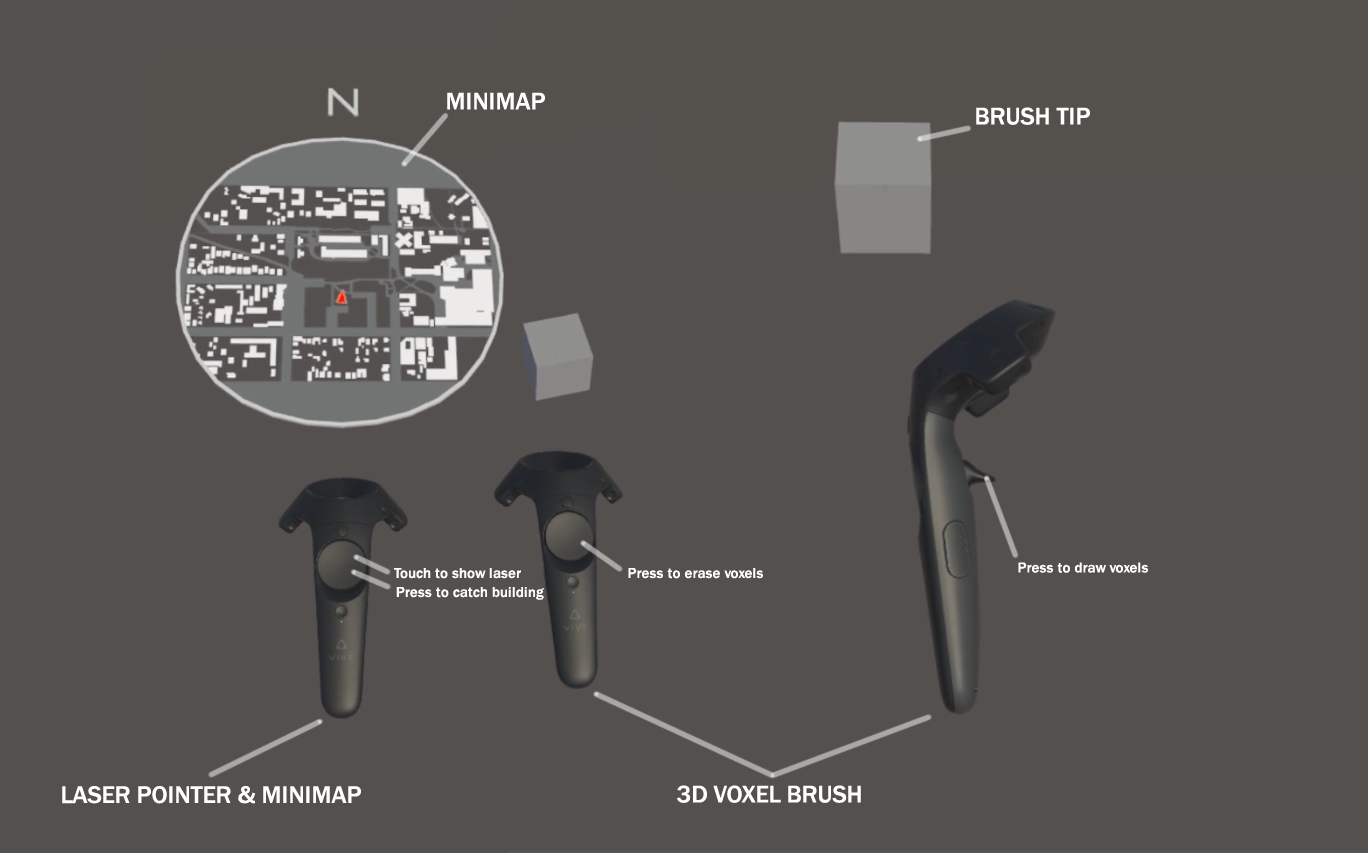 N
MINIMAP
BRUSH TIP
Touch to show laser
Press to catch building
Press to erase voxels
Press to draw voxels
VIVE
VIVE
LASER POINTER & MINIMAP
3D VOXEL BRUSH